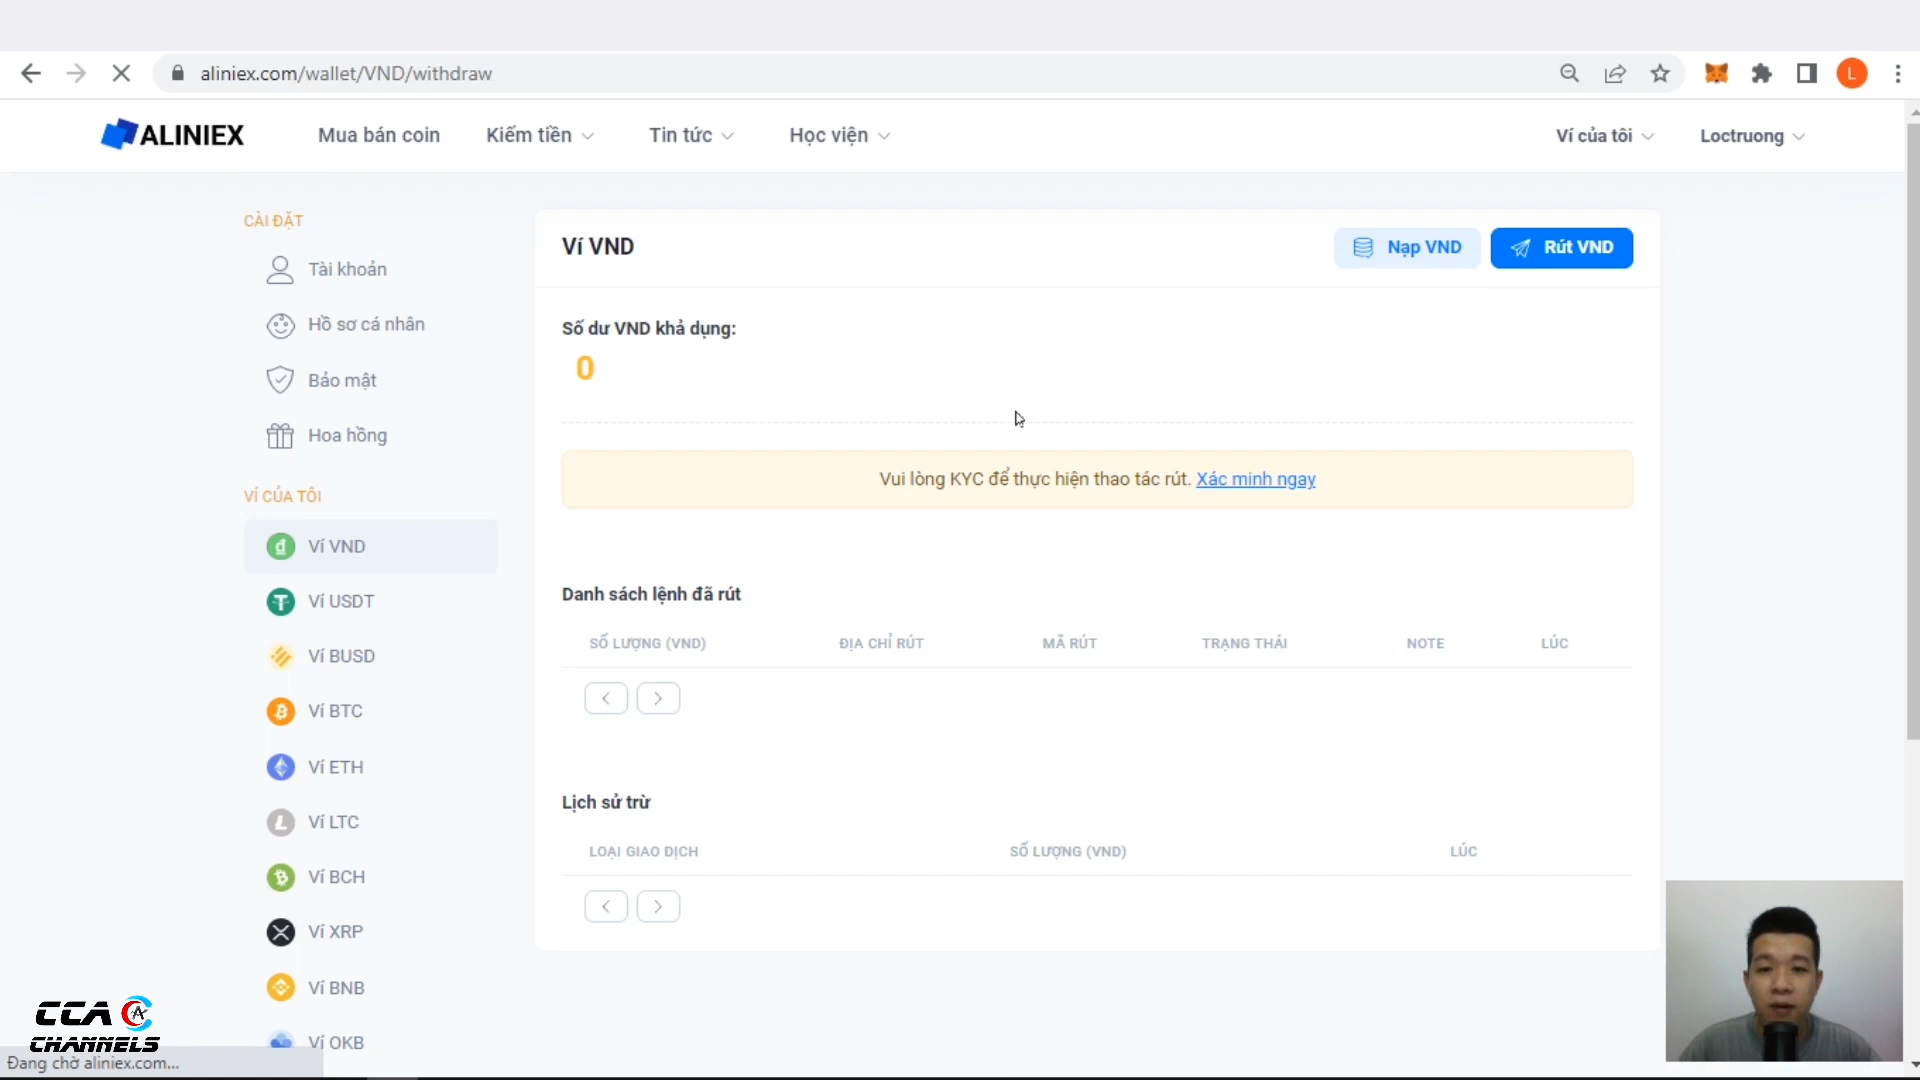 aliniex.com/wallet/VND/withdraw
L
ALINIEX
Mua bán coin
Kiếm tiền
Tin tức
Học viện
Ví của tôi
Loctruong
CÀI ĐẶT
Tài khoản
Hồ sơ cá nhân
Bảo mật
Hoa hồng
VÍ CỦA TÔI
Ví VND
Ví USDT
Ví BUSD
Ví BTC
Ví ETH
Ví LTC
Ví BCH
Ví XRP
Ví BNB
Ví OKB
Ví VND
Nạp VND
Rút VND
Số dư VND khả dụng:
0
Vui lòng KYC để thực hiện thao tác rút. Xác minh ngay
Danh sách lệnh đã rút
SỐ LƯỢNG (VND) ĐỊA CHỈ RÚT MÃ RÚT TRẠNG THÁI NOTE LÚC
Lịch sử trừ
LOẠI GIAO DỊCH SỐ LƯỢNG (VND) LÚC
CCA CA
CHANNELS
Đang chờ aliniex.com...